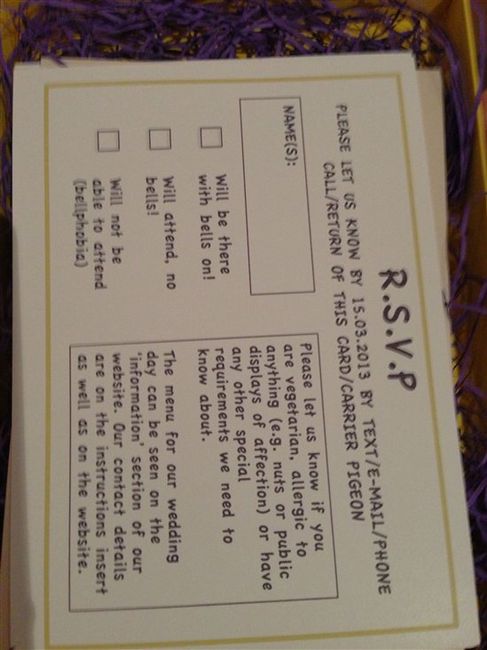 R.S.V.P
PLEASE LET US KNOW BY 15.03.2013 BY TEXT/E-MAIL/PHONE
CALL/RETURN OF THIS CARD/CARRIER PIGEON
NAME(S):
Will be there
with bells on!
Will attend, no
bells!
Will not be
able to attend
(bellphobia)
Please let us know if you
are vegetarian, allergic to
anything (e.g. nuts or public
displays of affection) or have
any other special
requirements we need to
know about.
The menu for our wedding
day can be seen on the
'information' section of our
website. Our contact details
are on the instructions insert
as well as on the website.